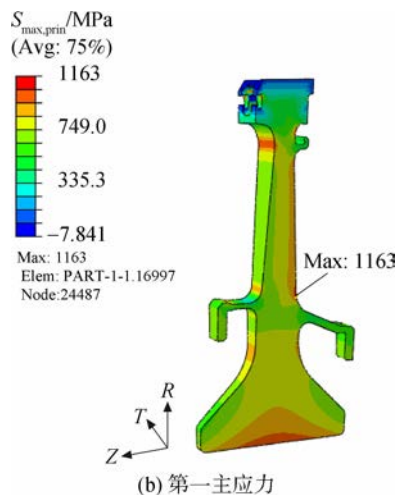 S_max,prin/MPa
(Avg: 75%)
1163
749.0
335.3
−7.841
Max: 1163
Elem: PART-1-1.16997
Node:24487
Max: 1163
R
T
Z
(b) 第一主应力